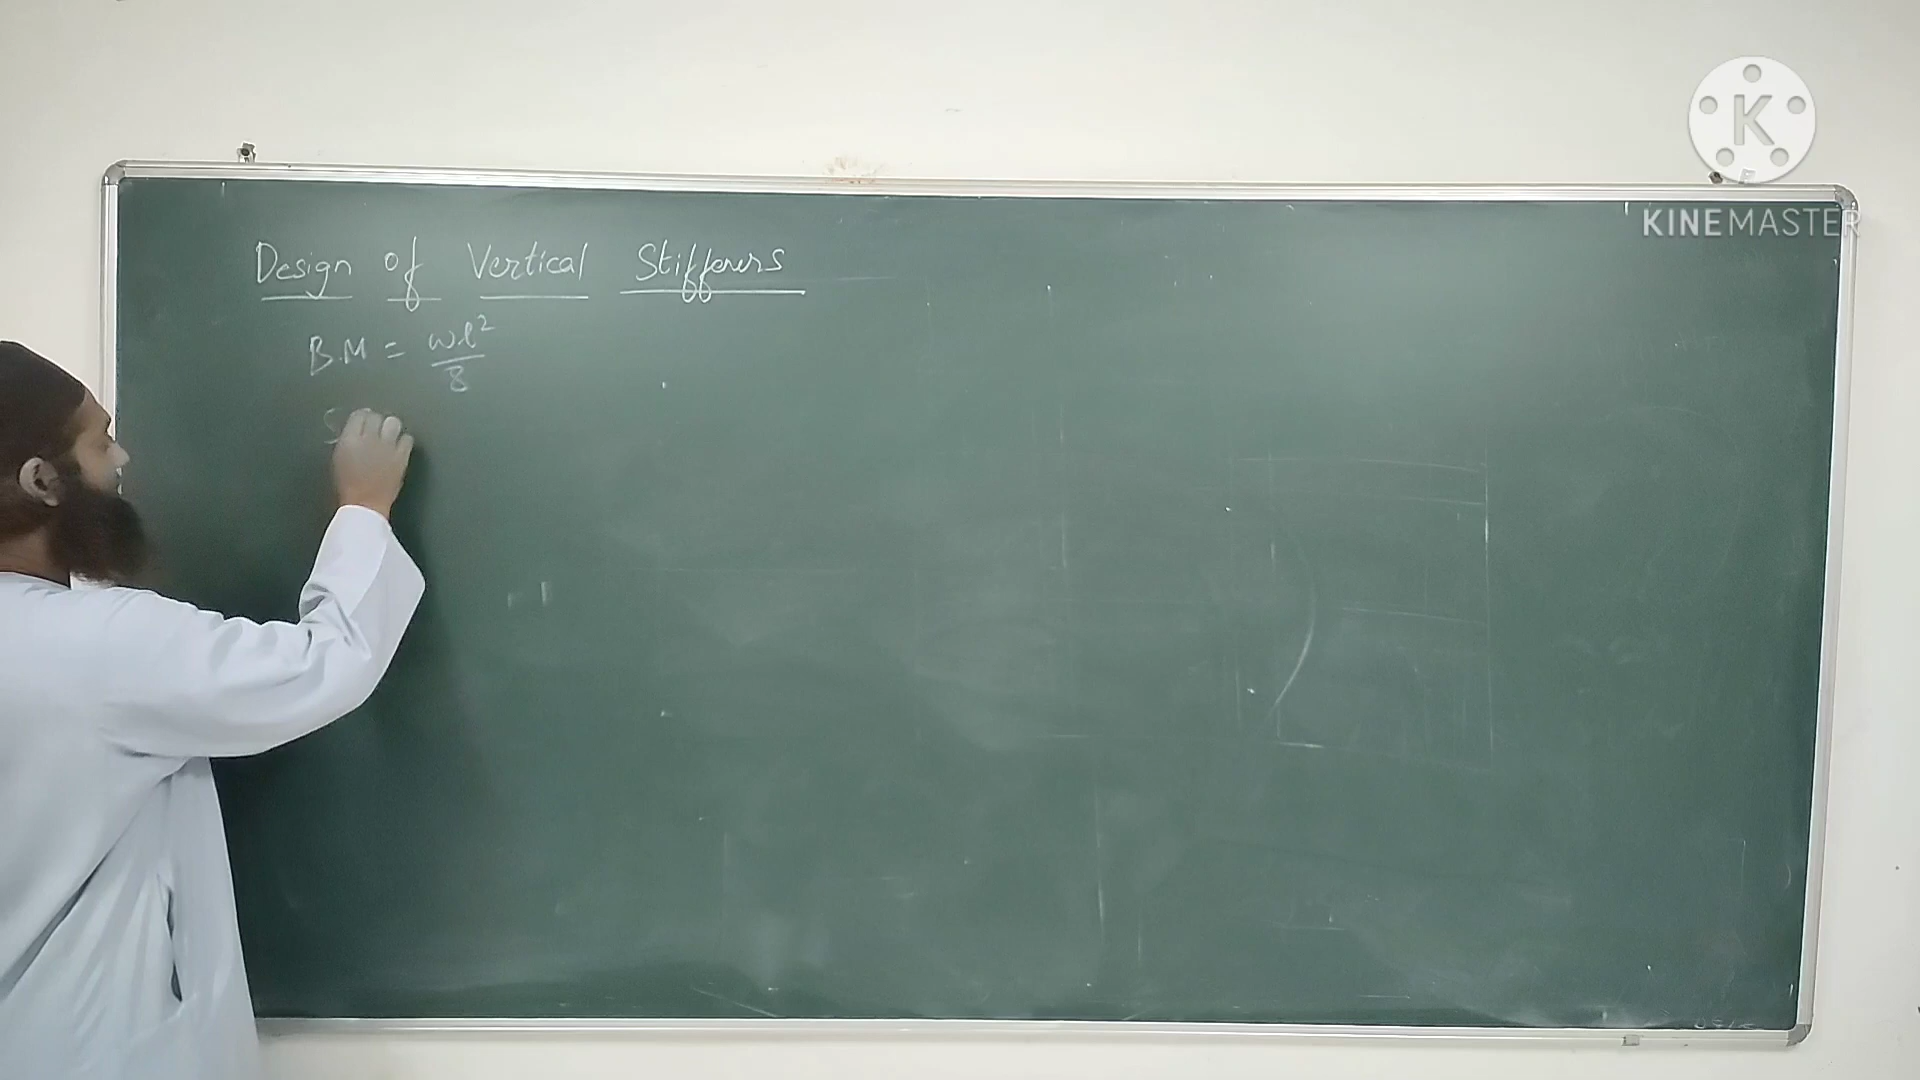 Design of Vertical Stiffeners
B.M = wl²/8
S
K
KINEMASTER